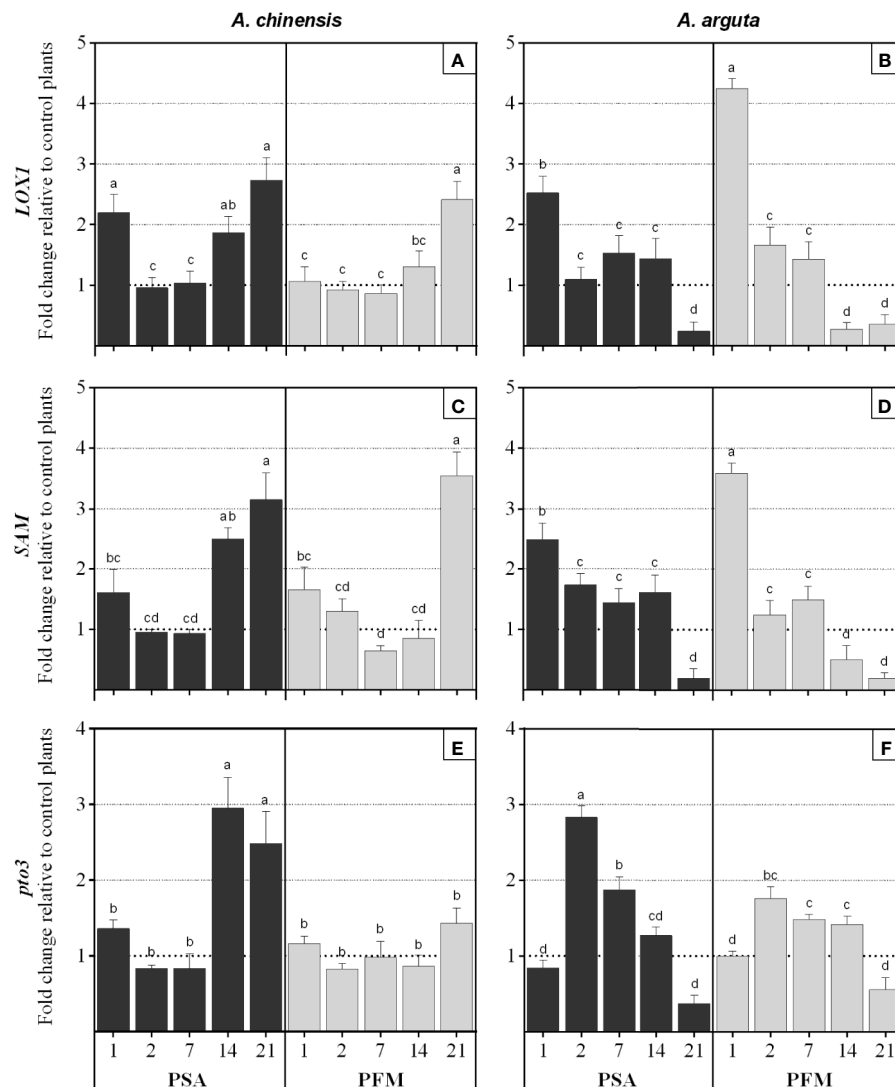 A. chinensis A. arguta
LOX1
Fold change relative to control plants
5
4
3
2
1
A
a
c
c
ab
a
c
c
c
bc
a
B
b
c
c
c
d
a
c
c
d
d
SAM
Fold change relative to control plants
5
4
3
2
1
C
bc
cd
cd
ab
a
bc
cd
d
d
a
D
b
c
c
c
d
a
c
c
d
d
pto3
Fold change relative to control plants
4
3
2
1
E
b
b
b
a
a
b
b
b
b
b
F
d
a
b
cd
d
d
bc
c
c
d
1 2 7 14 21 1 2 7 14 21 1 2 7 14 21 1 2 7 14 21
PSA PFM PSA PFM